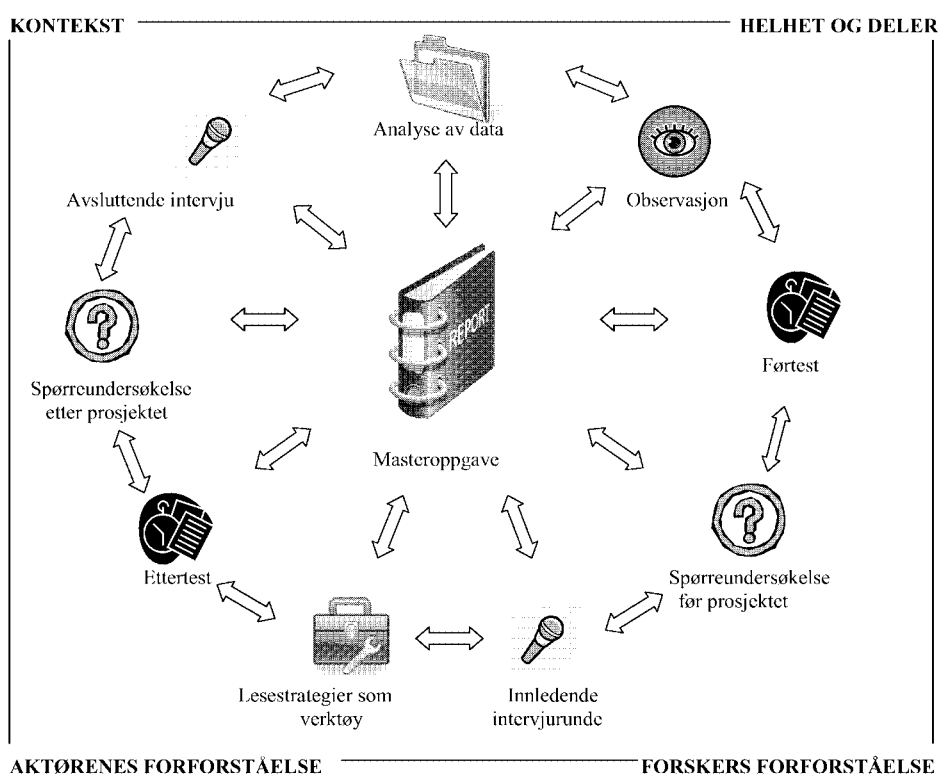 KONTEKST
HELHET OG DELER
Analyse av data
Avsluttende intervju
Observasjon
REPORT
Spørreundersøkelse
etter prosjektet
Førtest
Masteroppgave
Ettertest
Spørreundersøkelse
før prosjektet
Lesestrategier som
verktøy
Innledende
intervjurunde
AKTØRENES FORFORSTÅELSE
FORSKERS FORFORSTÅELSE